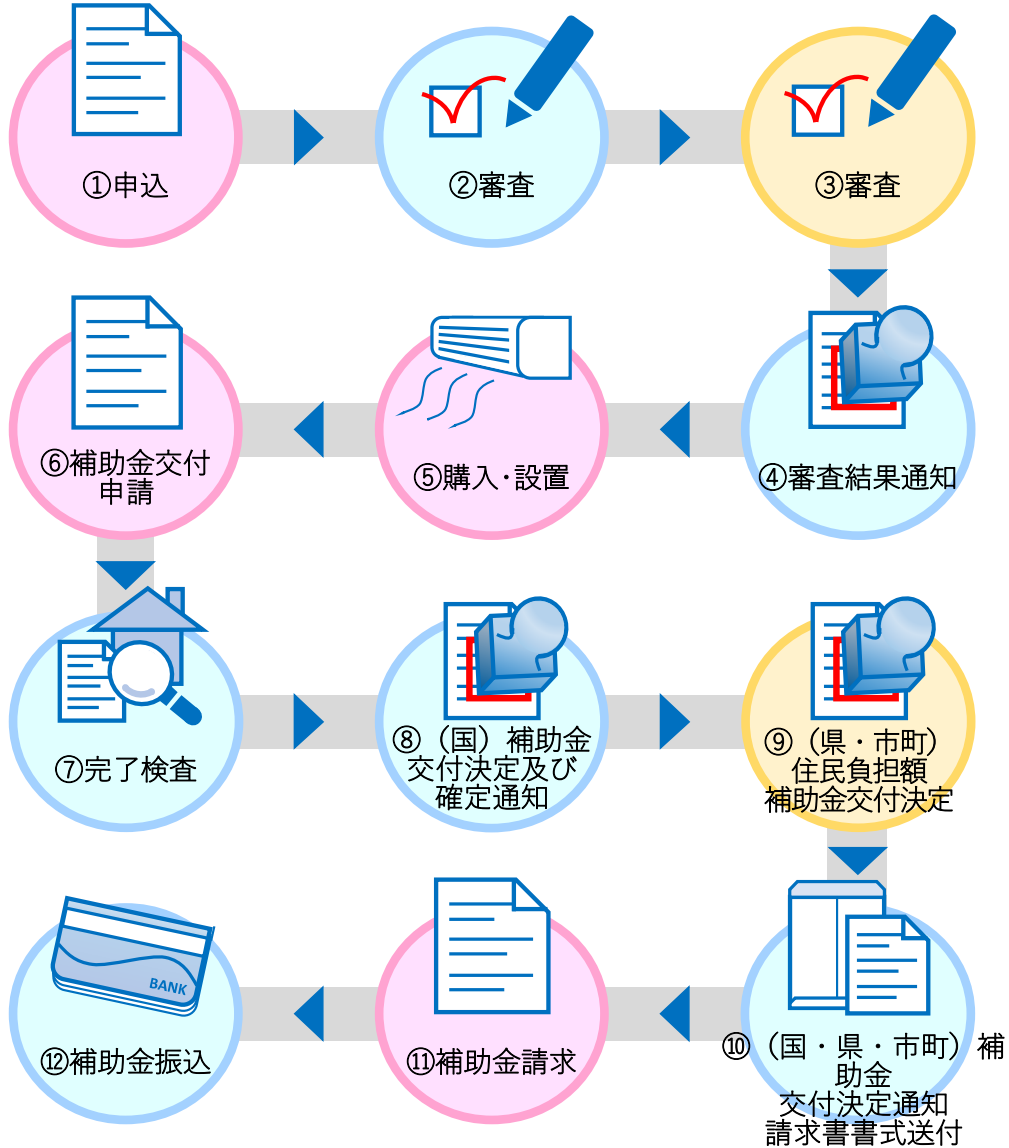 ①申込
②審査
③審査
④審査結果通知
⑤購入・設置
⑥補助金交付
申請
⑦完了検査
⑧（国）補助金
交付決定及び
確定通知
⑨（県・市町）
住民負担額
補助金交付決定
⑩（国・県・市町）補
助金
交付決定通知
請求書書式送付
⑪補助金請求
BANK
⑫補助金振込